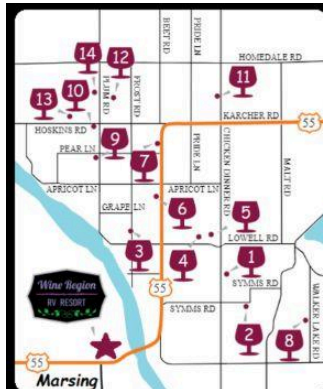 BEET RD
PRIDE LN
14
12
HOMEDALE RD
11
PLUM RD
FROST RD
13
10
KARCHER RD
55
HOSKINS RD
9
PEAR LN
7
PRIDE LN
CHICKEN DINNER RD
MALT RD
APRICOT LN
APRICOT LN
6
5
GRAPE LN
3
4
LOWELL RD
1
Wine Region
RV RESORT
55
SYMMS RD
SYMMS RD
2
8
WALKER LAKE RD
55
Marsing